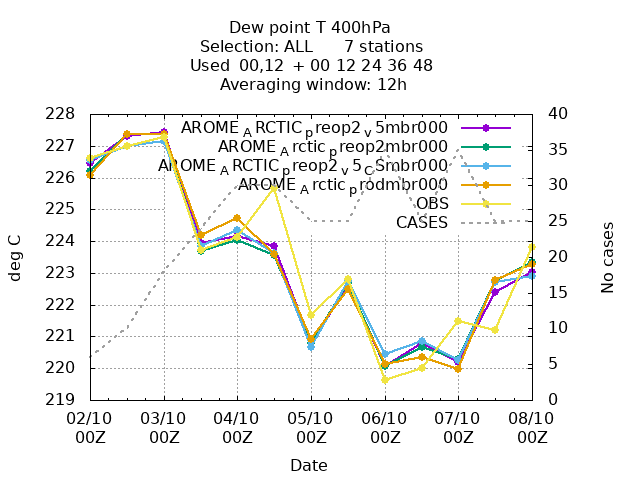 Dew point T 400hPa
Selection: ALL 7 stations
Used 00,12 + 00 12 24 36 48
Averaging window: 12h
AROME_ARCTIC_preop2_v5mbr000
AROME_Arctic_preop2mbr000
AROME_ARCTIC_preop2_v5_cSmbr000
AROME_Arctic_prodmbr000
OBS
CASES
deg C
No cases
228
227
226
225
224
223
222
221
220
219
40
35
30
25
20
15
10
5
0
02/10 03/10 04/10 05/10 06/10 07/10 08/10
00Z 00Z 00Z 00Z 00Z 00Z 00Z
Date